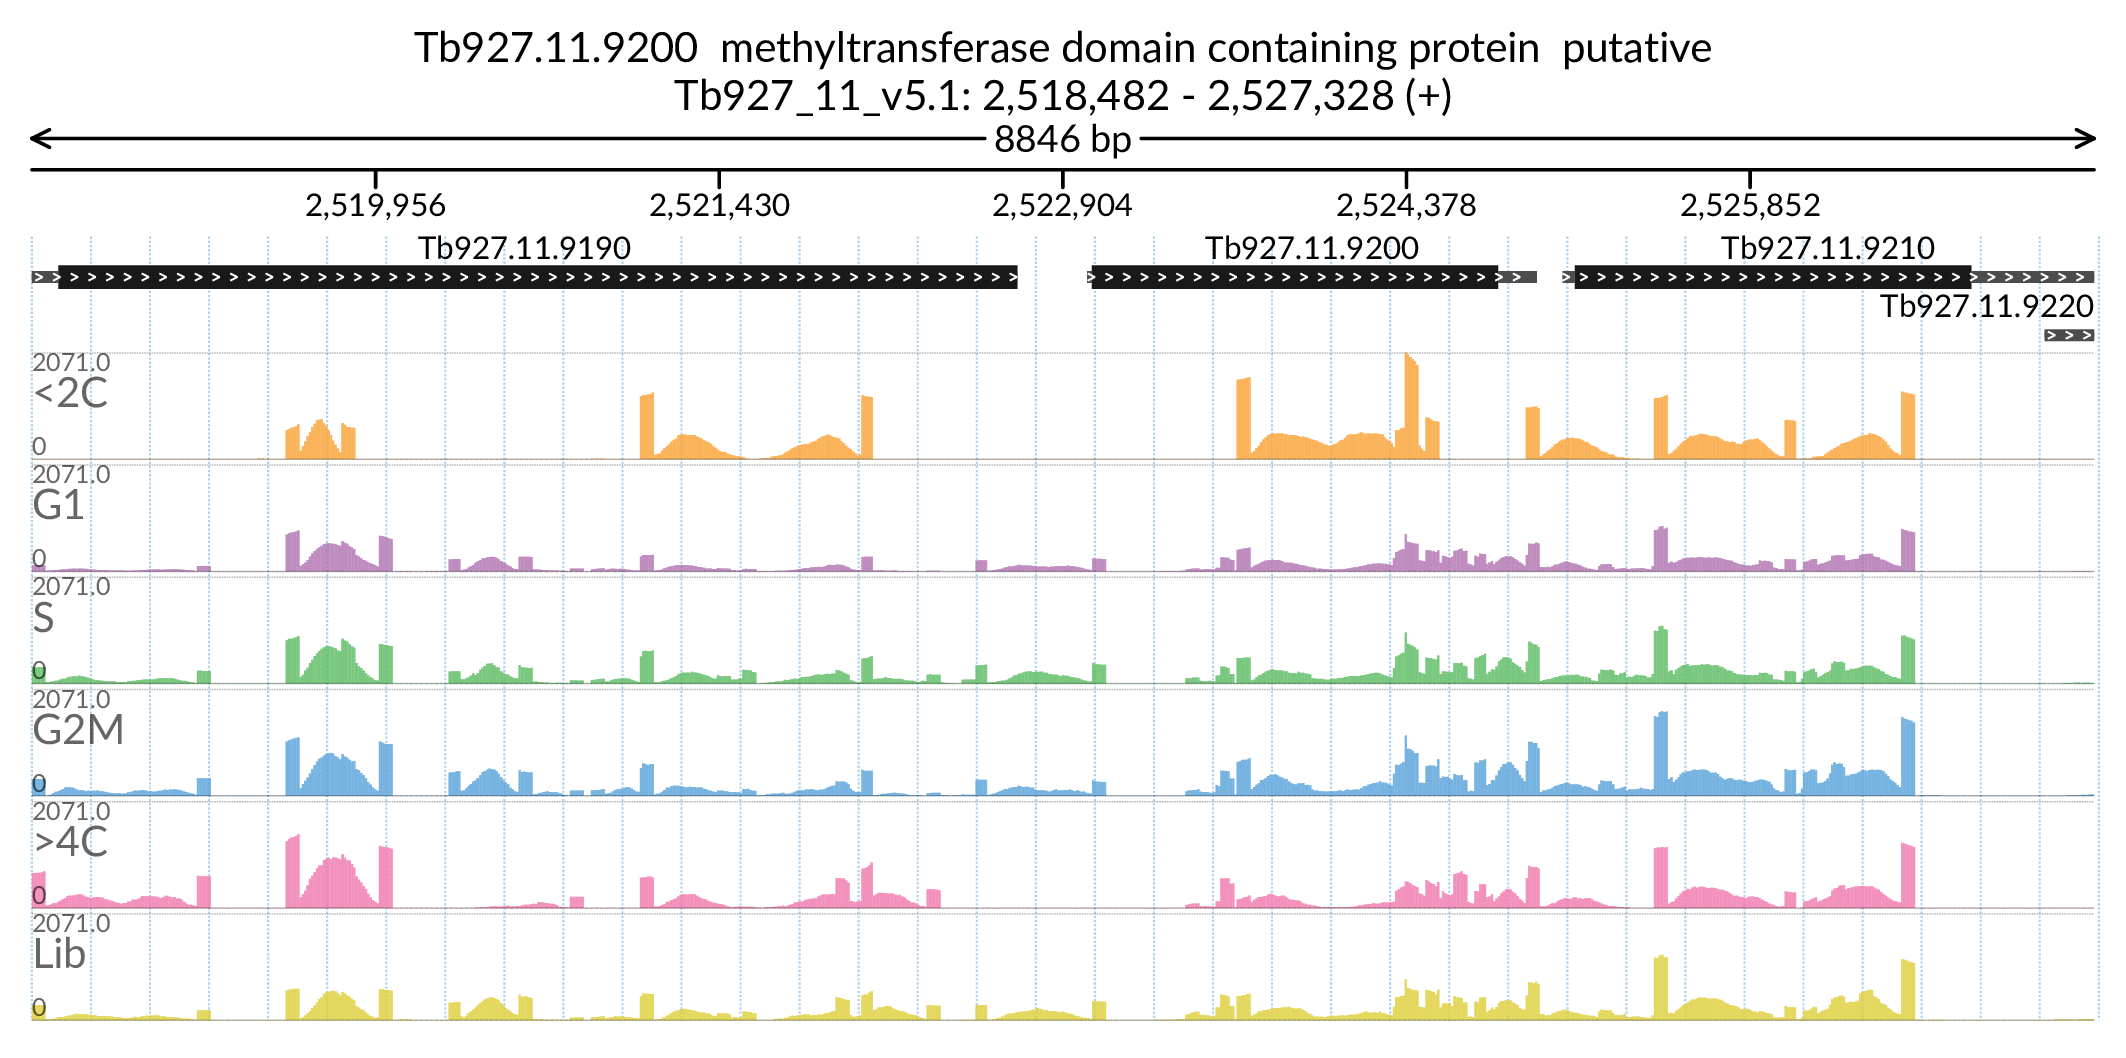 Tb927.11.9200  methyltransferase domain containing protein  putative
Tb927_11_v5.1: 2,518,482 - 2,527,328 (+)
8846 bp
2,519,956 2,521,430 2,522,904 2,524,378 2,525,852
Tb927.11.9190 Tb927.11.9200 Tb927.11.9210
Tb927.11.9220
2071.0
<2C
0
2071.0
G1
0
2071.0
S
0
2071.0
G2M
0
2071.0
>4C
0
2071.0
Lib
0